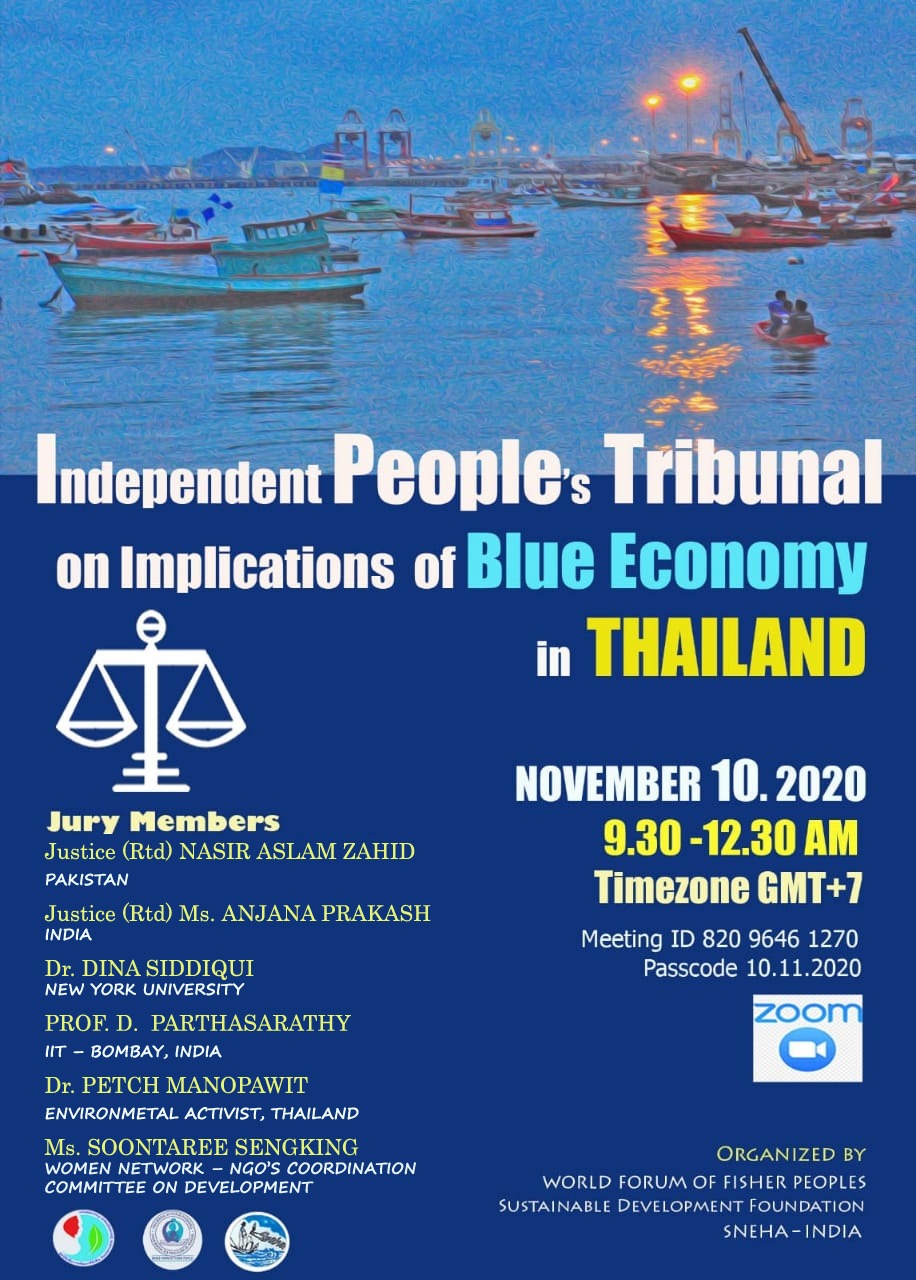 Independent People's Tribunal
on Implications of Blue Economy
in THAILAND
NOVEMBER 10. 2020
9.30 -12.30 AM
Timezone GMT+7
Meeting ID 820 9646 1270
Passcode 10.11.2020
zoom
Jury Members
Justice (Rtd) NASIR ASLAM ZAHID
PAKISTAN
Justice (Rtd) Ms. ANJANA PRAKASH
INDIA
Dr. DINA SIDDIQUI
NEW YORK UNIVERSITY
PROF. D. PARTHASARATHY
IIT – BOMBAY, INDIA
Dr. PETCH MANOPAWIT
ENVIRONMETAL ACTIVIST, THAILAND
Ms. SOONTAREE SENGKING
WOMEN NETWORK – NGO'S COORDINATION
COMMITTEE ON DEVELOPMENT
ORGANIZED BY
WORLD FORUM OF FISHER PEOPLES
SUSTAINABLE DEVELOPMENT FOUNDATION
SNEHA – INDIA
Sneha